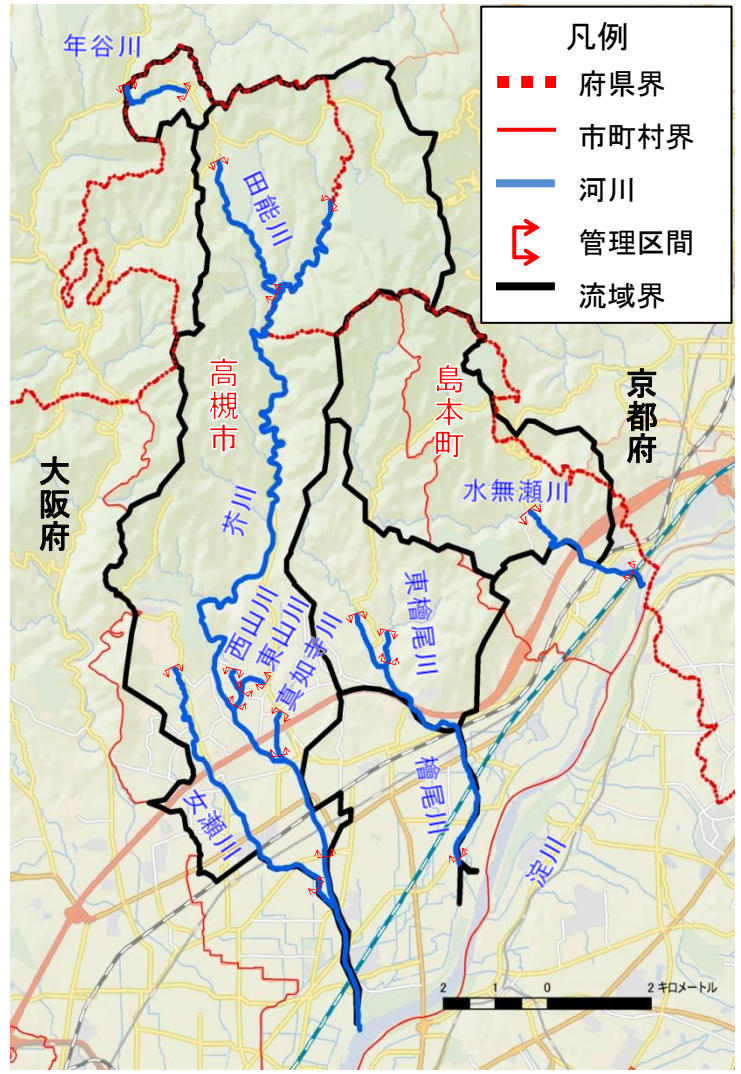 年谷川
凡例
府県界
市町村界
河川
管理区間
流域界
田能川
高槻市
島本町
京都府
大阪府
水無瀬川
芥川
西山川
東山川
真如寺川
東檜尾川
女瀬川
檜尾川
淀川
2 1 0 2 キロメートル